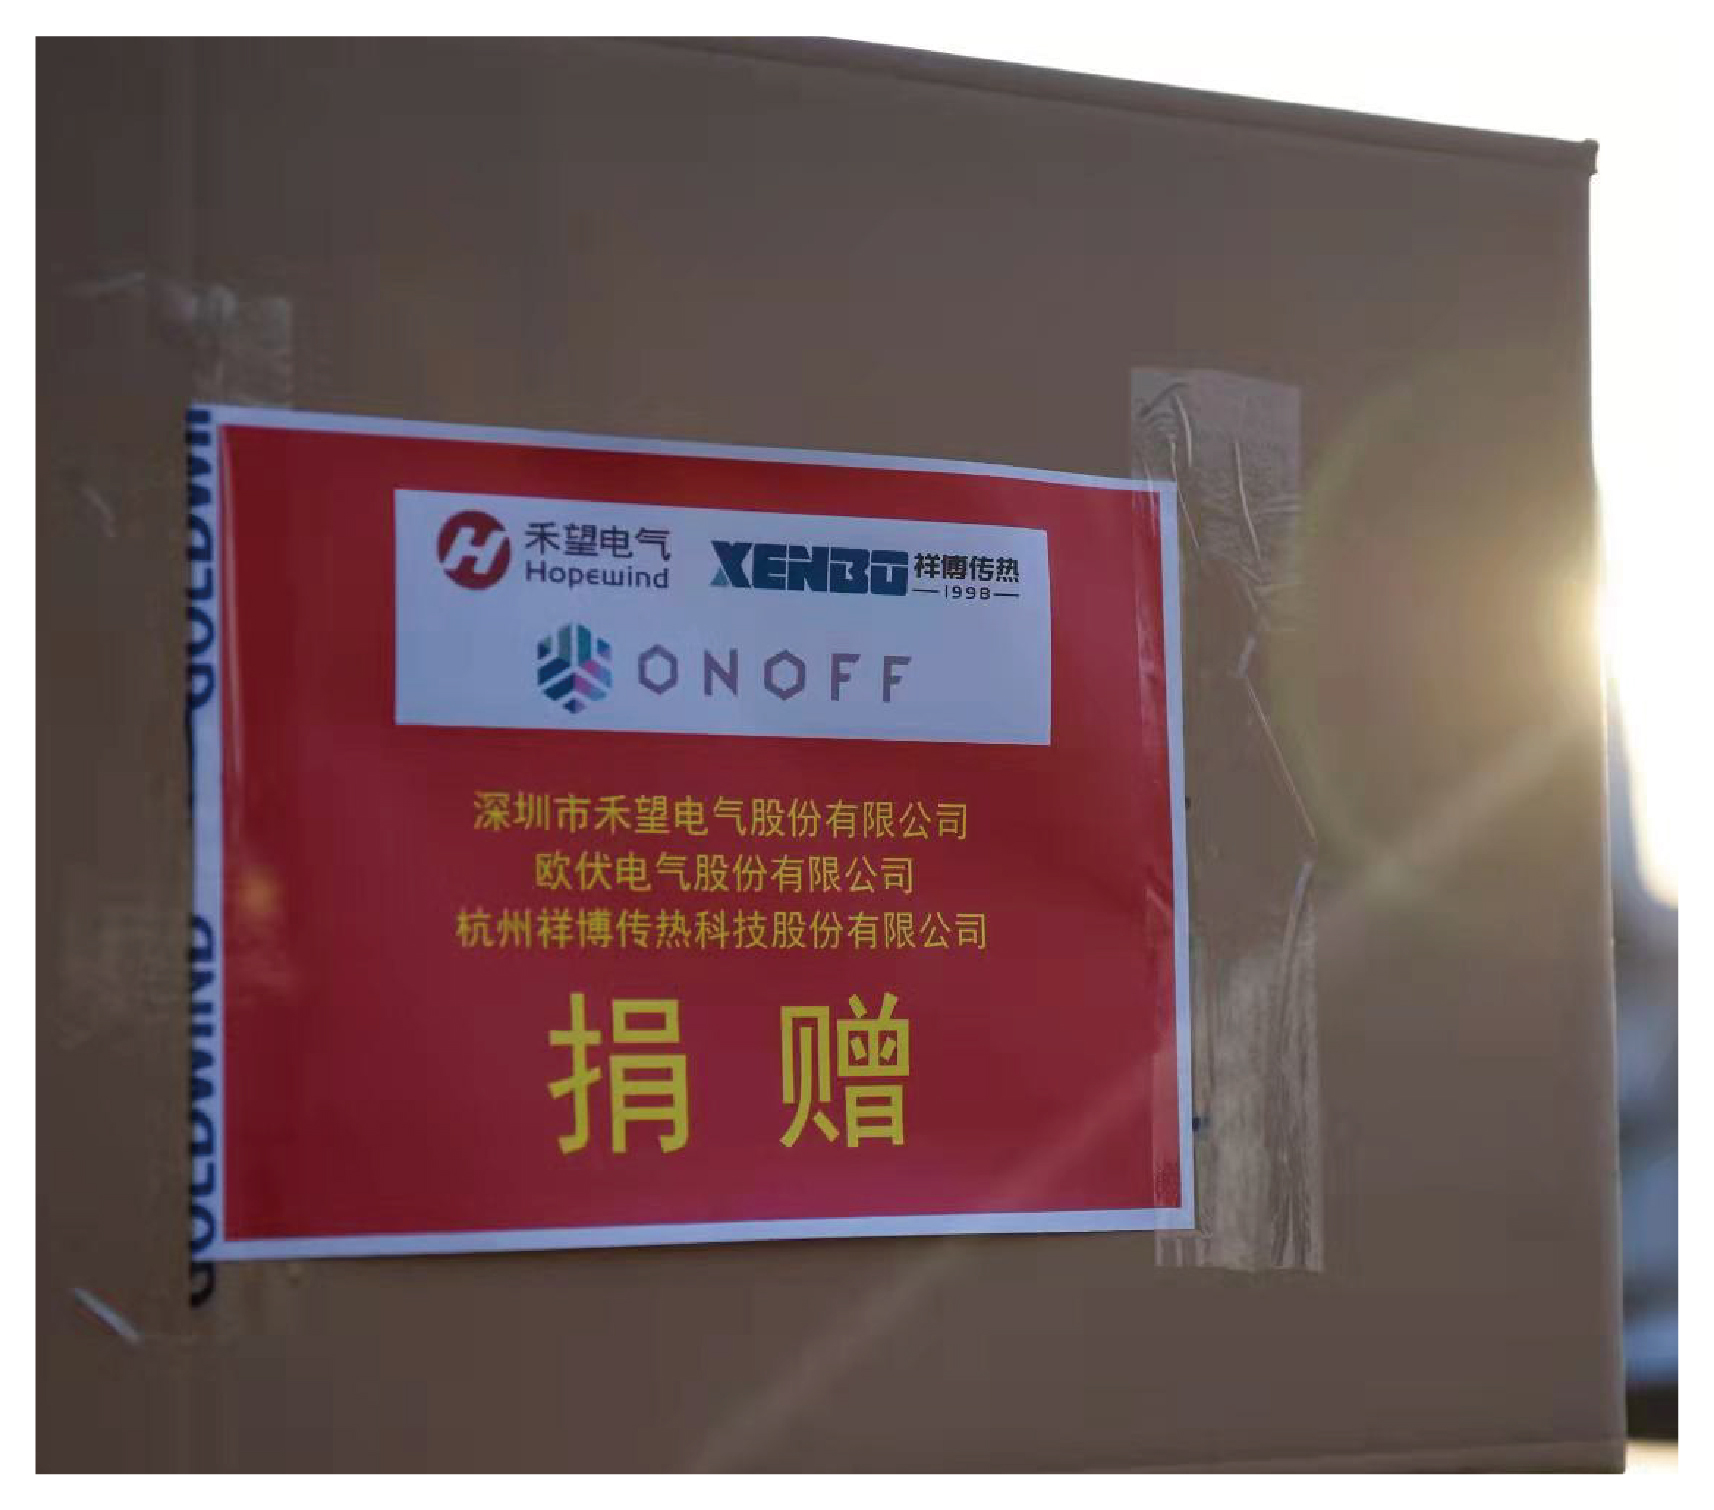 GOLDWIND GOLDWI
禾望电气
Hopewind
XENBO 祥博传热
1998
ONOFF
深圳市禾望电气股份有限公司
欧伏电气股份有限公司
杭州祥博传热科技股份有限公司
捐赠